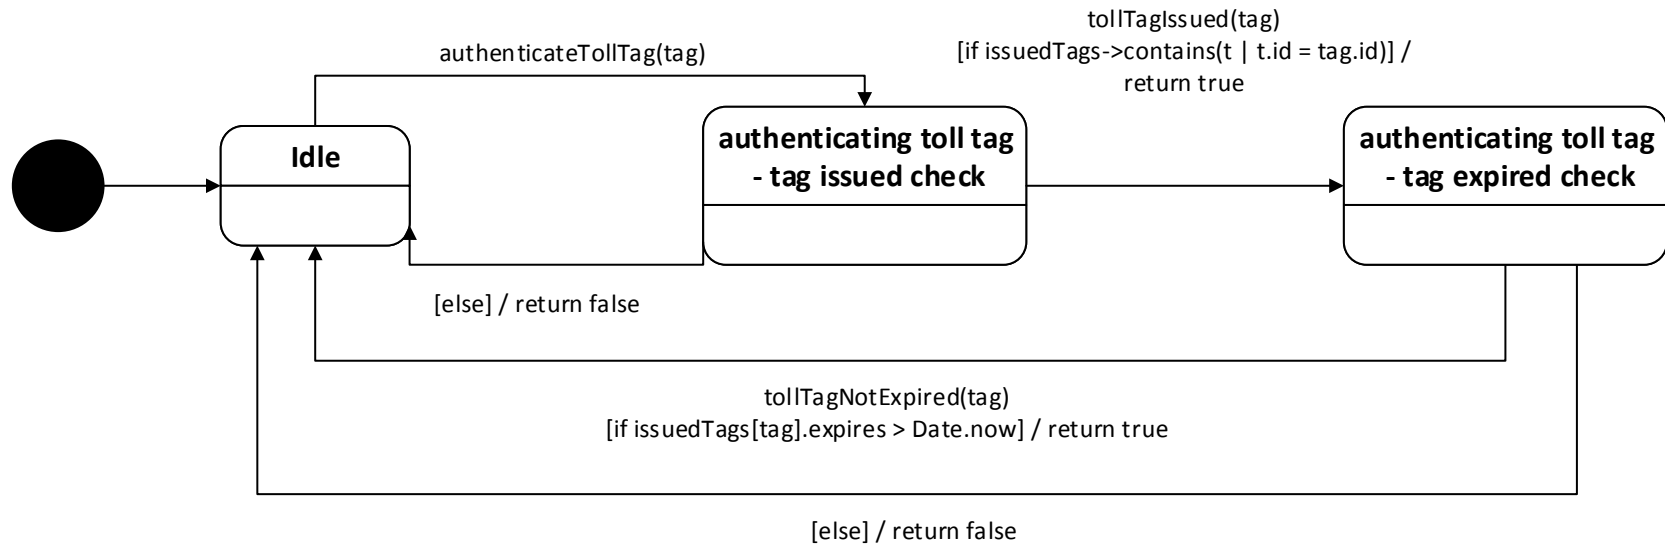 tollTagIssued(tag)
[if issuedTags->contains(t | t.id = tag.id)] /
return true
authenticateTollTag(tag)
Idle
authenticating toll tag
- tag issued check
authenticating toll tag
- tag expired check
[else] / return false
tollTagNotExpired(tag)
[if issuedTags[tag].expires > Date.now] / return true
[else] / return false